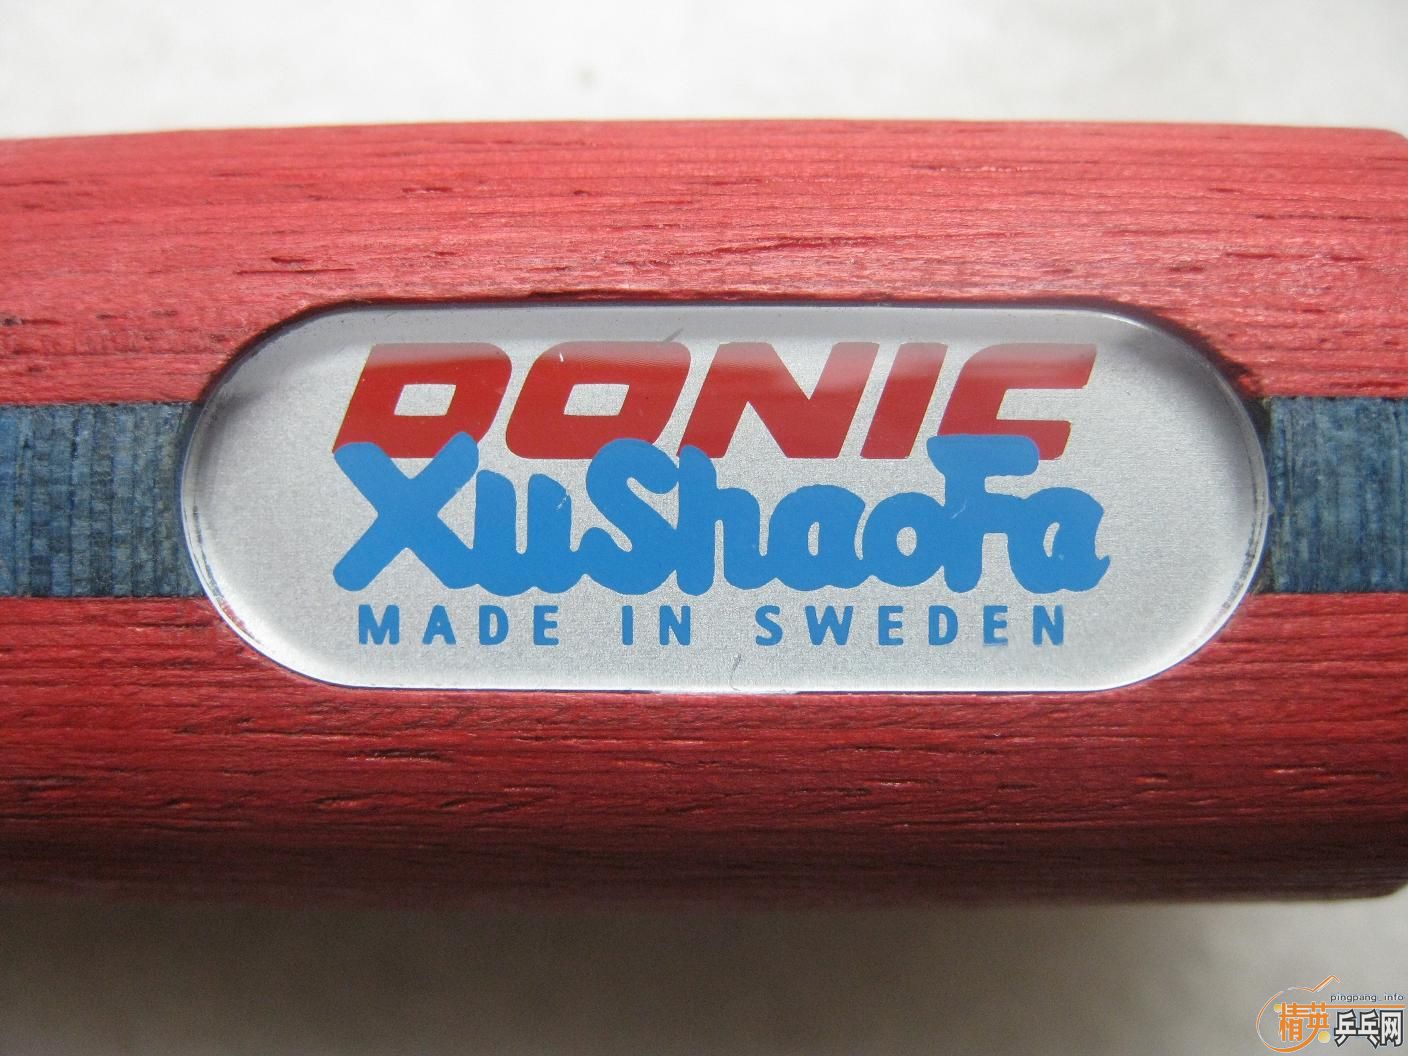 DONIC
XuShaoFa
MADE IN SWEDEN
pingpang_info
精英乒乓网